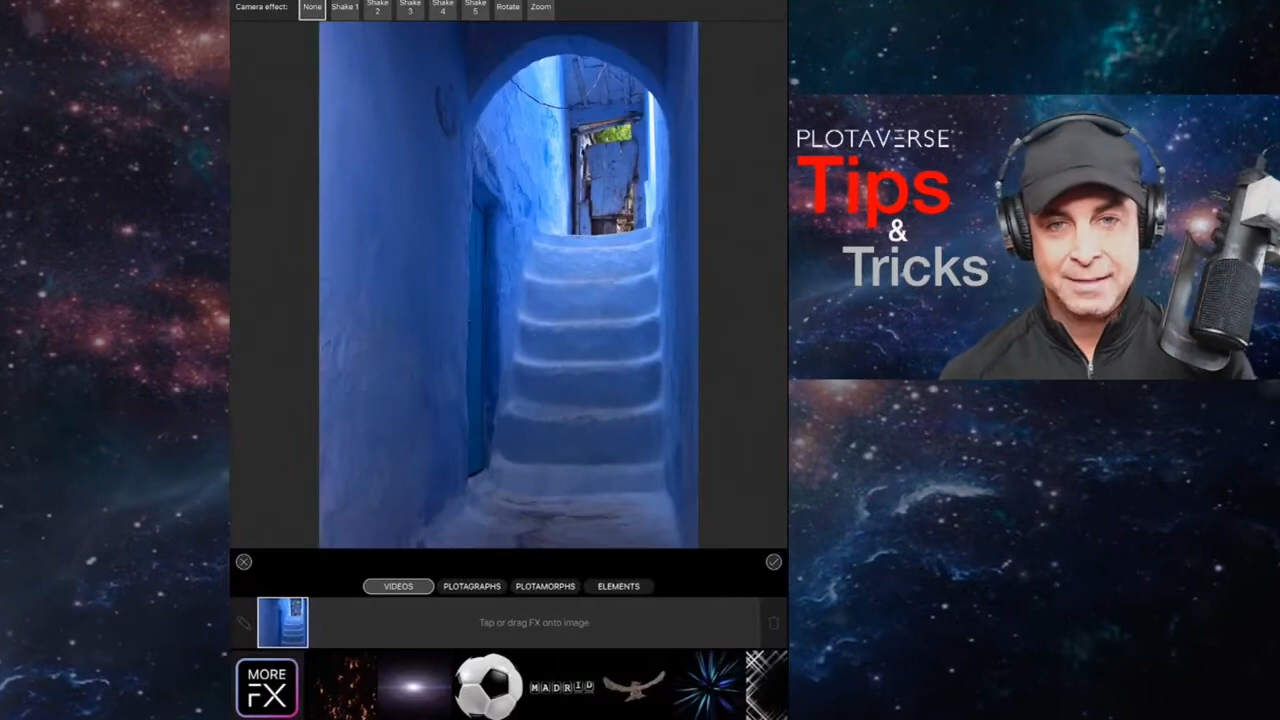 Camera effect:
None
Shake 1
Shake
2
Shake
3
Shake
4
Shake
5
Rotate
Zoom
PLOTAVERSE
Tips
&
Tricks
VIDEOS
PLOTAGRAPHS
PLOTAMORPHS
ELEMENTS
Tap or drag FX onto image
MORE
FX
MADRID